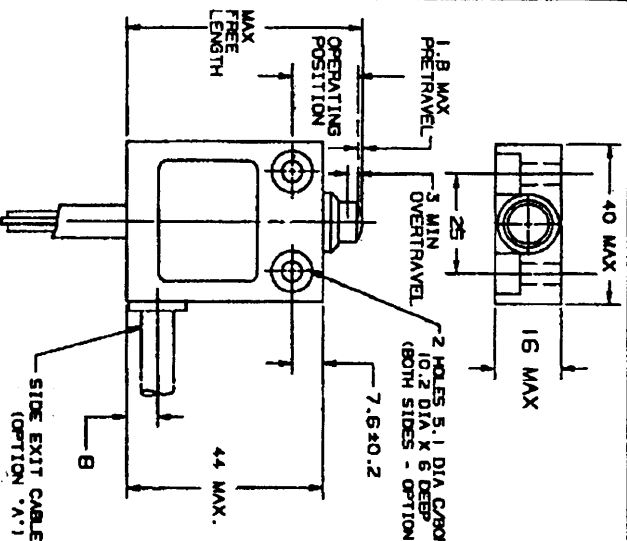 40 MAX
25
16 MAX
1.8 MAX
PRETRAVEL
3 MIN
OVERTRAVEL
OPERATING
POSITION
MAX
FREE
LENGTH
2 HOLES 5.1 DIA
10.2 DIA X 6 DEEP
(BOTH SIDES - OPTION
7.6±0.2
44 MAX.
8
SIDE EXIT CABLE
(OPTION 'A')